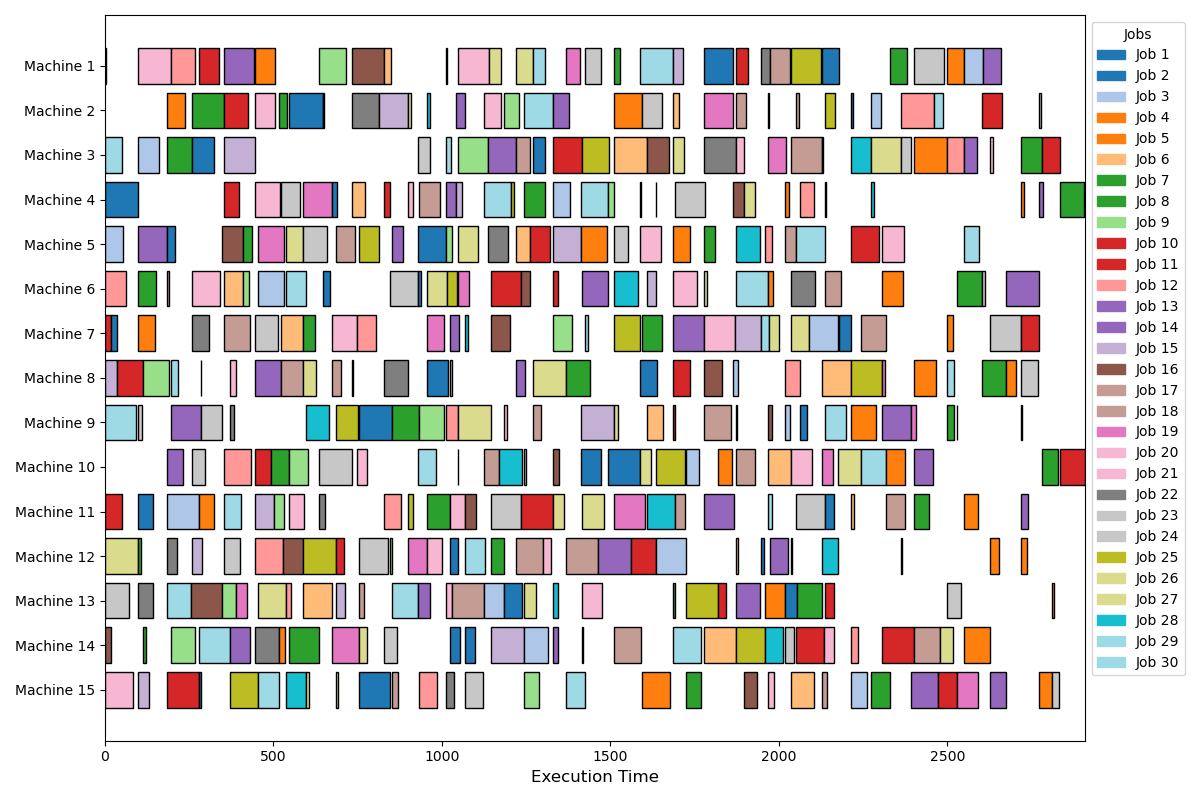 Machine 1
Machine 2
Machine 3
Machine 4
Machine 5
Machine 6
Machine 7
Machine 8
Machine 9
Machine 10
Machine 11
Machine 12
Machine 13
Machine 14
Machine 15
0 500 1000 1500 2000 2500
Execution Time
Jobs
Job 1
Job 2
Job 3
Job 4
Job 5
Job 6
Job 7
Job 8
Job 9
Job 10
Job 11
Job 12
Job 13
Job 14
Job 15
Job 16
Job 17
Job 18
Job 19
Job 20
Job 21
Job 22
Job 23
Job 24
Job 25
Job 26
Job 27
Job 28
Job 29
Job 30